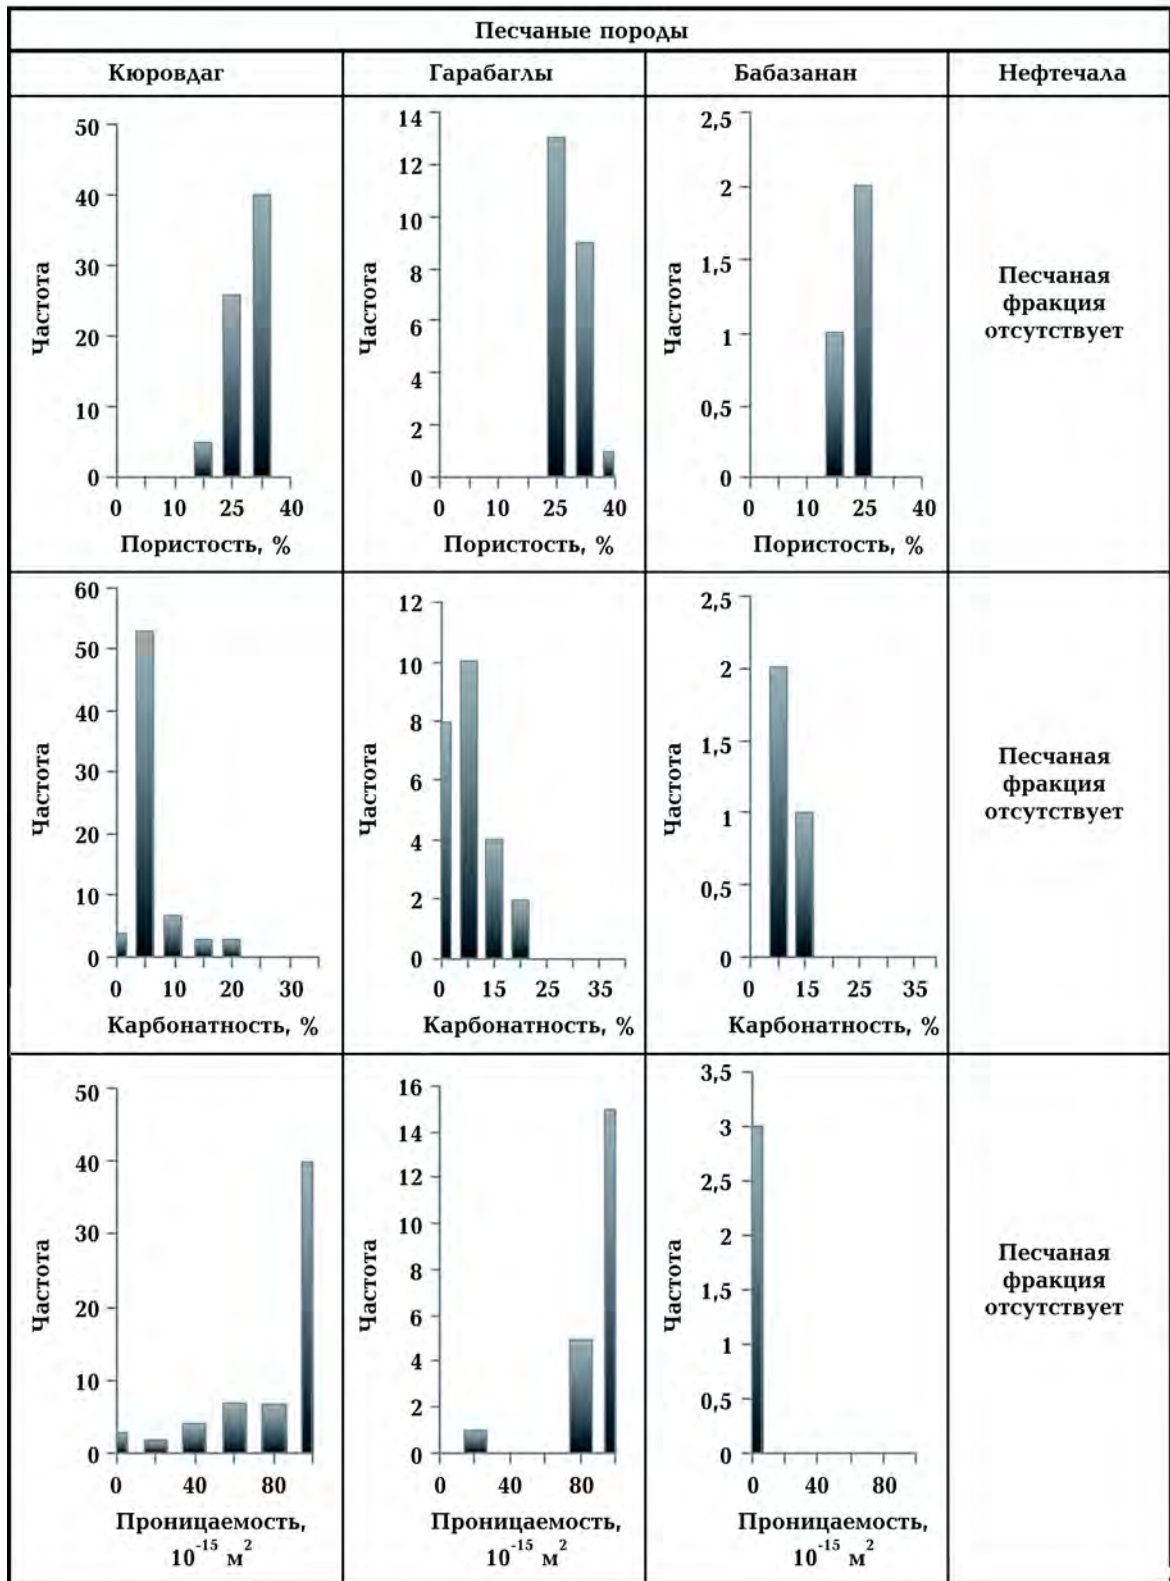 Песчаные породы
Кюровдаг
Гарабаглы
Бабазанан
Нефтечала
Частота
50
40
30
20
10
0
0 10 25 40
Пористость, %
Частота
14
12
10
8
6
4
2
0
0 10 25 40
Пористость, %
Частота
2,5
2
1,5
1
0,5
0
0 10 25 40
Пористость, %
Песчаная
фракция
отсутствует
Частота
60
50
40
30
20
10
0
0 10 20 30
Карбонатность, %
Частота
12
10
8
6
4
2
0
0 5 15 25 35
Карбонатность, %
Частота
2,5
2
1,5
1
0,5
0
0 5 15 25 35
Карбонатность, %
Песчаная
фракция
отсутствует
Частота
50
40
30
20
10
0
0 40 80
Проницаемость,
10⁻¹⁵ м²
Частота
16
14
12
10
8
6
4
2
0
0 40 80
Проницаемость,
10⁻¹⁵ м²
Частота
3,5
3
2,5
2
1,5
1
0,5
0
0 40 80
Проницаемость,
10⁻¹⁵ м²
Песчаная
фракция
отсутствует